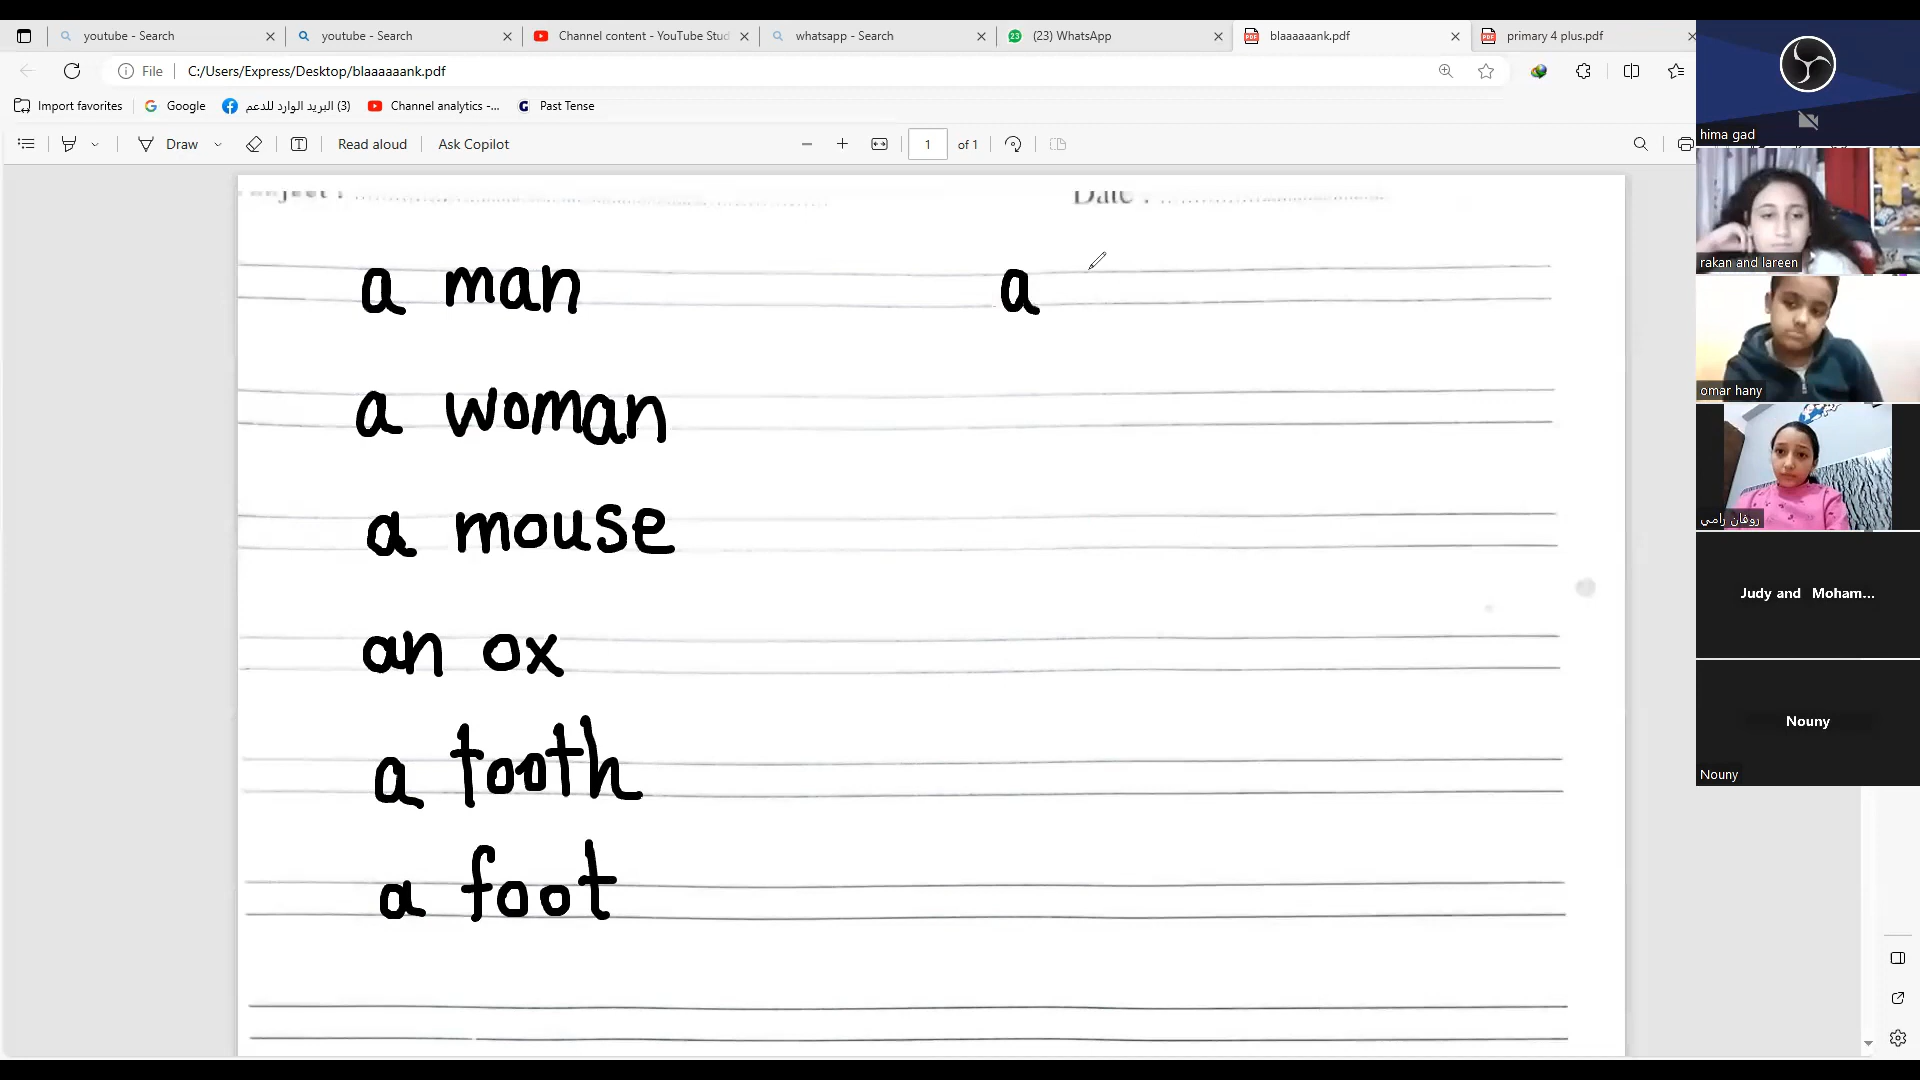 youtube - Search
youtube - Search
Channel content - YouTube Stud
whatsapp - Search
(23) WhatsApp
blaaaaaank.pdf
primary 4 plus.pdf
File
C:/Users/Express/Desktop/blaaaaaank.pdf
Import favorites
Google
(3) البريد الوارد للدعم
Channel analytics -...
Past Tense
Draw
Read aloud
Ask Copilot
1 of 1
Date :
a man
a
a woman
a mouse
an ox
a tooth
a foot
hima gad
rakan and lareen
omar hany
روفان رامي
Judy and Moham...
Nouny
Nouny